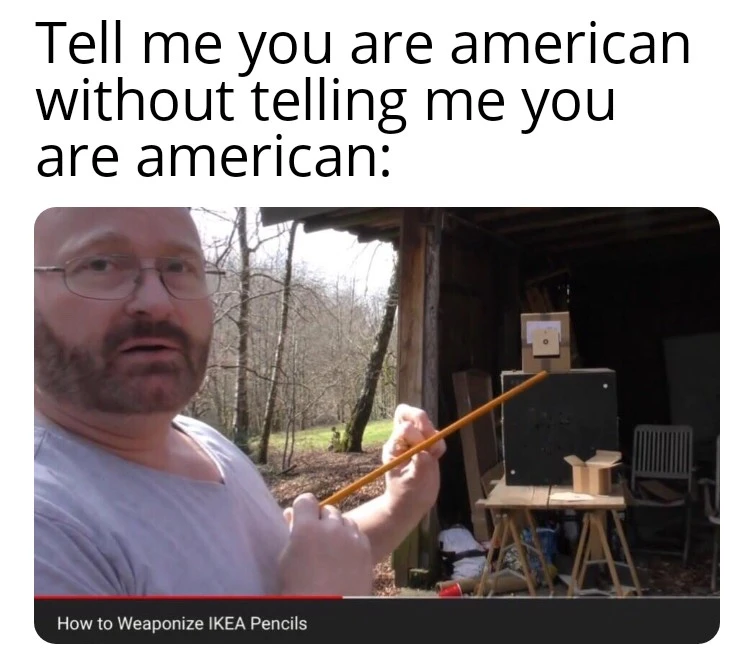 Tell me you are american
without telling me you
are american:
How to Weaponize IKEA Pencils